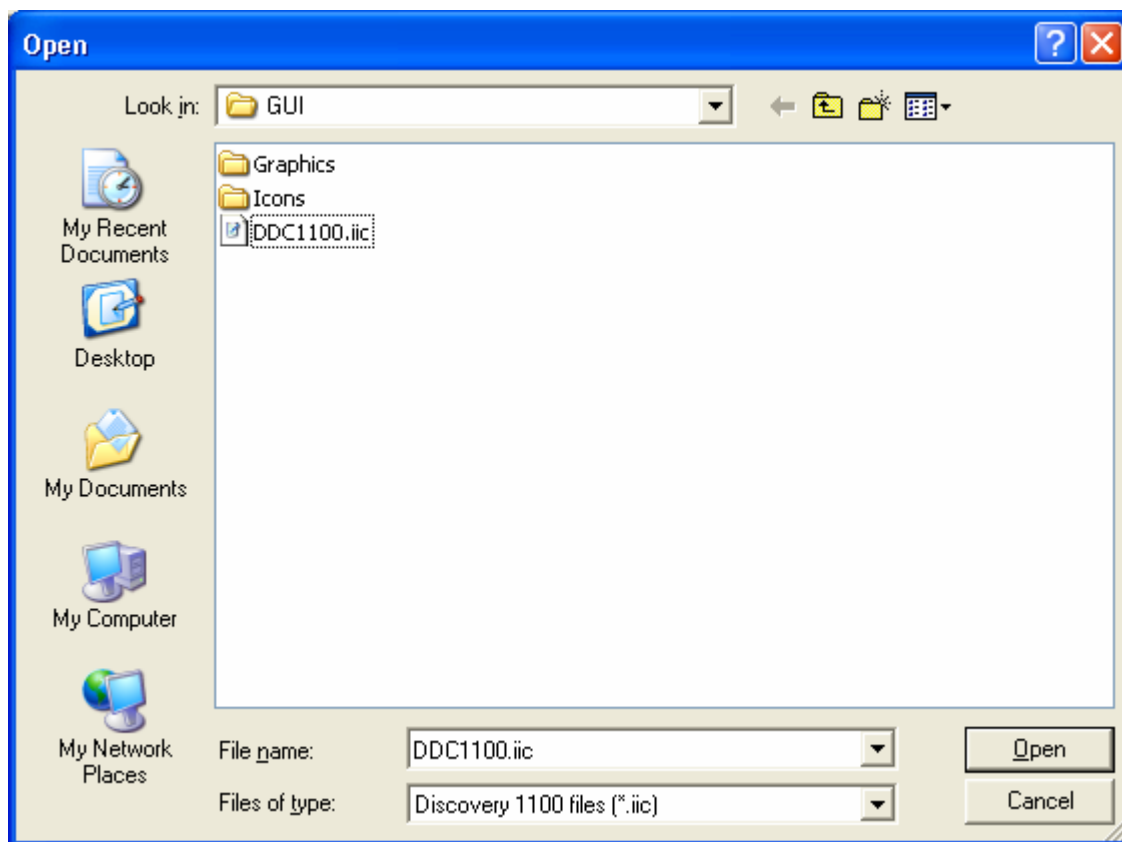 Open
Look in: GUI
Graphics
Icons
DDC1100.iic
My Recent
Documents
Desktop
My Documents
My Computer
My Network
Places
File name: DDC1100.iic Open
Files of type: Discovery 1100 files (*.iic) Cancel